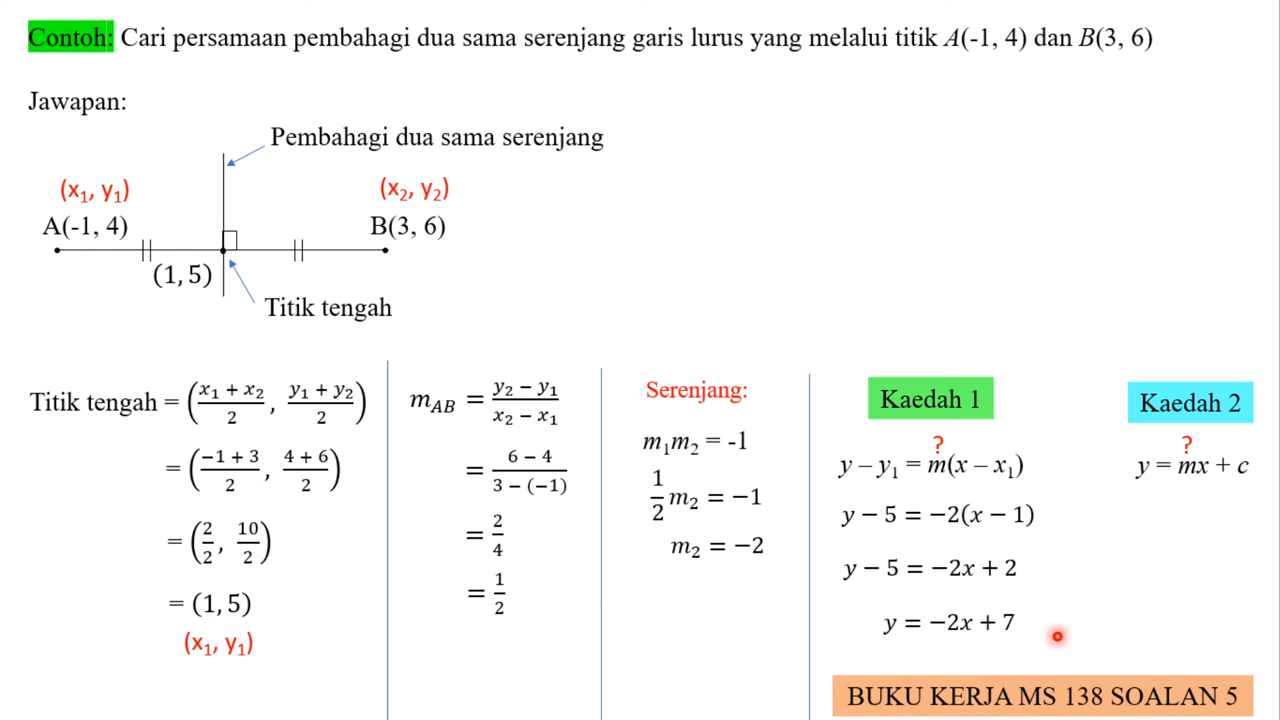 Contoh: Cari persamaan pembahagi dua sama serenjang garis lurus yang melalui titik A(-1, 4) dan B(3, 6)
Jawapan:
Pembahagi dua sama serenjang
(x₁, y₁)
(x₂, y₂)
A(-1, 4)
B(3, 6)
(1, 5)
Titik tengah
Titik tengah = ((x₁ + x₂)/2, (y₁ + y₂)/2)
= ((−1 + 3)/2, (4 + 6)/2)
= (2/2, 10/2)
= (1, 5)
(x₁, y₁)
m_AB = (y₂ − y₁)/(x₂ − x₁)
= (6 − 4)/(3 − (−1))
= 2/4
= 1/2
Serenjang:
m₁m₂ = -1
1/2 m₂ = −1
m₂ = −2
Kaedah 1
?
y – y₁ = m(x – x₁)
y − 5 = −2(x − 1)
y − 5 = −2x + 2
y = −2x + 7
Kaedah 2
?
y = mx + c
BUKU KERJA MS 138 SOALAN 5